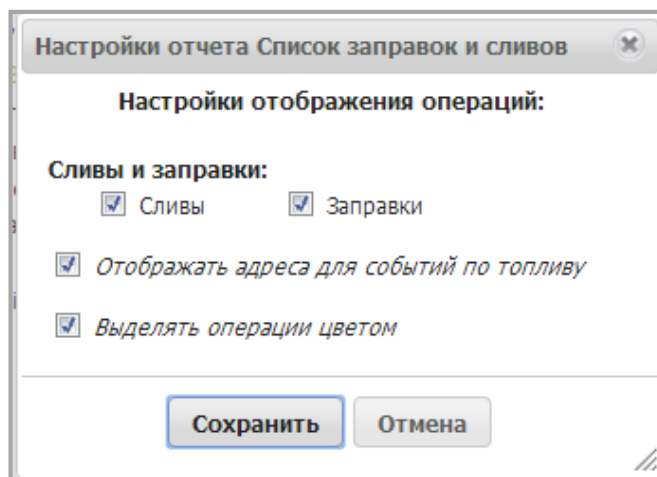 Настройки отчета Список заправок и сливов
Настройки отображения операций:
Сливы и заправки:
Сливы Заправки
Отображать адреса для событий по топливу
Выделять операции цветом
Сохранить Отмена